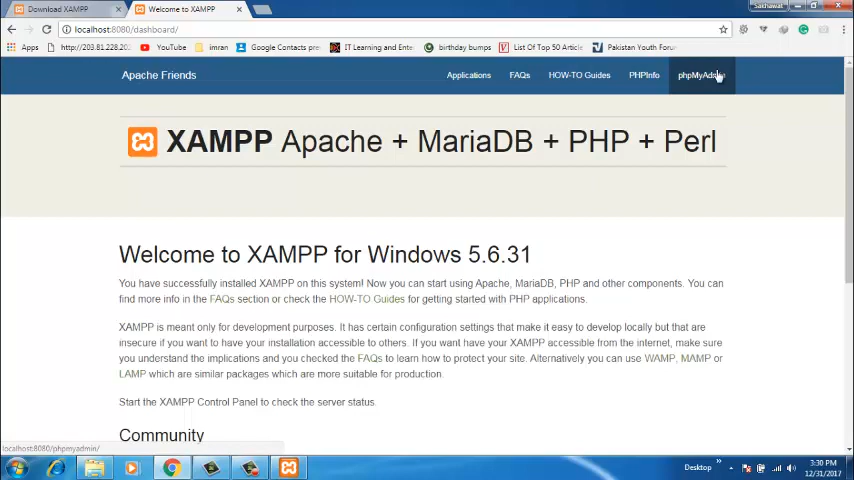 Sakhawat
Download XAMPP
Welcome to XAMPP
localhost:8080/dashboard/
Apps
http://203.81.228.202
YouTube
imran
Google Contacts pre
IT Learning and Ente
birthday bumps
List Of Top 50 Article
Pakistan Youth Forum
Apache Friends
Applications
FAQs
HOW-TO Guides
PHPInfo
phpMyAdmin
XAMPP Apache + MariaDB + PHP + Perl
Welcome to XAMPP for Windows 5.6.31
You have successfully installed XAMPP on this system! Now you can start using Apache, MariaDB, PHP and other components. You can
find more info in the FAQs section or check the HOW-TO Guides for getting started with PHP applications.
XAMPP is meant only for development purposes. It has certain configuration settings that make it easy to develop locally but that are
insecure if you want to have your installation accessible to others. If you want have your XAMPP accessible from the internet, make sure
you understand the implications and you checked the FAQs to learn how to protect your site. Alternatively you can use WAMP, MAMP or
LAMP which are similar packages which are more suitable for production.
Start the XAMPP Control Panel to check the server status.
Community
localhost:8080/phpmyadmin/
Desktop
3:30 PM
12/31/2017